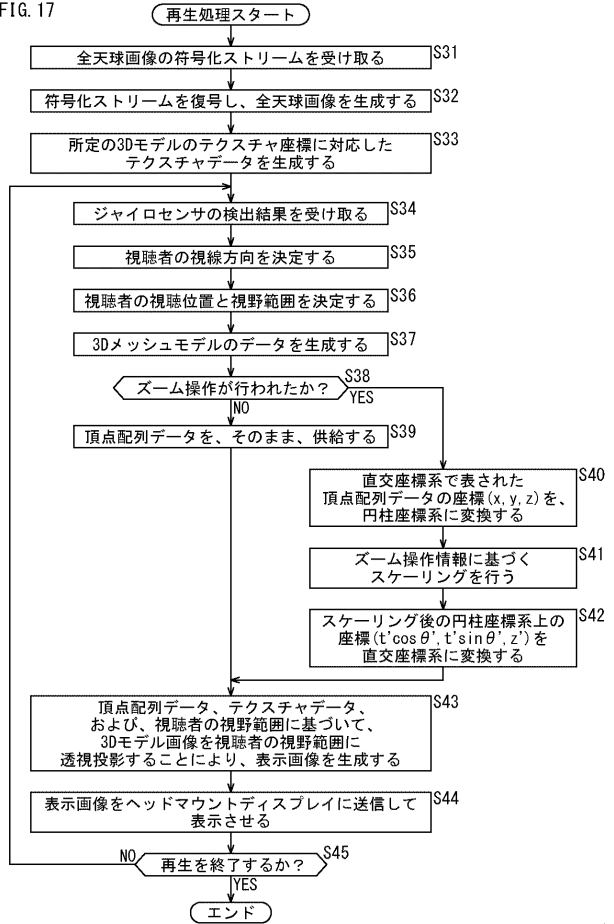 FIG. 17
再生処理スタート
全天球画像の符号化ストリームを受け取る
S31
符号化ストリームを復号し、全天球画像を生成する
S32
所定の3Dモデルのテクスチャ座標に対応した
テクスチャデータを生成する
S33
ジャイロセンサの検出結果を受け取る
S34
視聴者の視線方向を決定する
S35
視聴者の視聴位置と視野範囲を決定する
S36
3Dメッシュモデルのデータを生成する
S37
ズーム操作が行われたか?
S38
NO
YES
頂点配列データを、そのまま、供給する
S39
直交座標系で表された
頂点配列データの座標(x,y,z)を、
円柱座標系に変換する
S40
ズーム操作情報に基づく
スケーリングを行う
S41
スケーリング後の円柱座標系上の
座標(t'cosθ',t'sinθ',z')を
直交座標系に変換する
S42
頂点配列データ、テクスチャデータ、
および、視聴者の視野範囲に基づいて、
3Dモデル画像を視聴者の視野範囲に
透視投影することにより、表示画像を生成する
S43
表示画像をヘッドマウントディスプレイに送信して
表示させる
S44
再生を終了するか?
S45
NO
YES
エンド